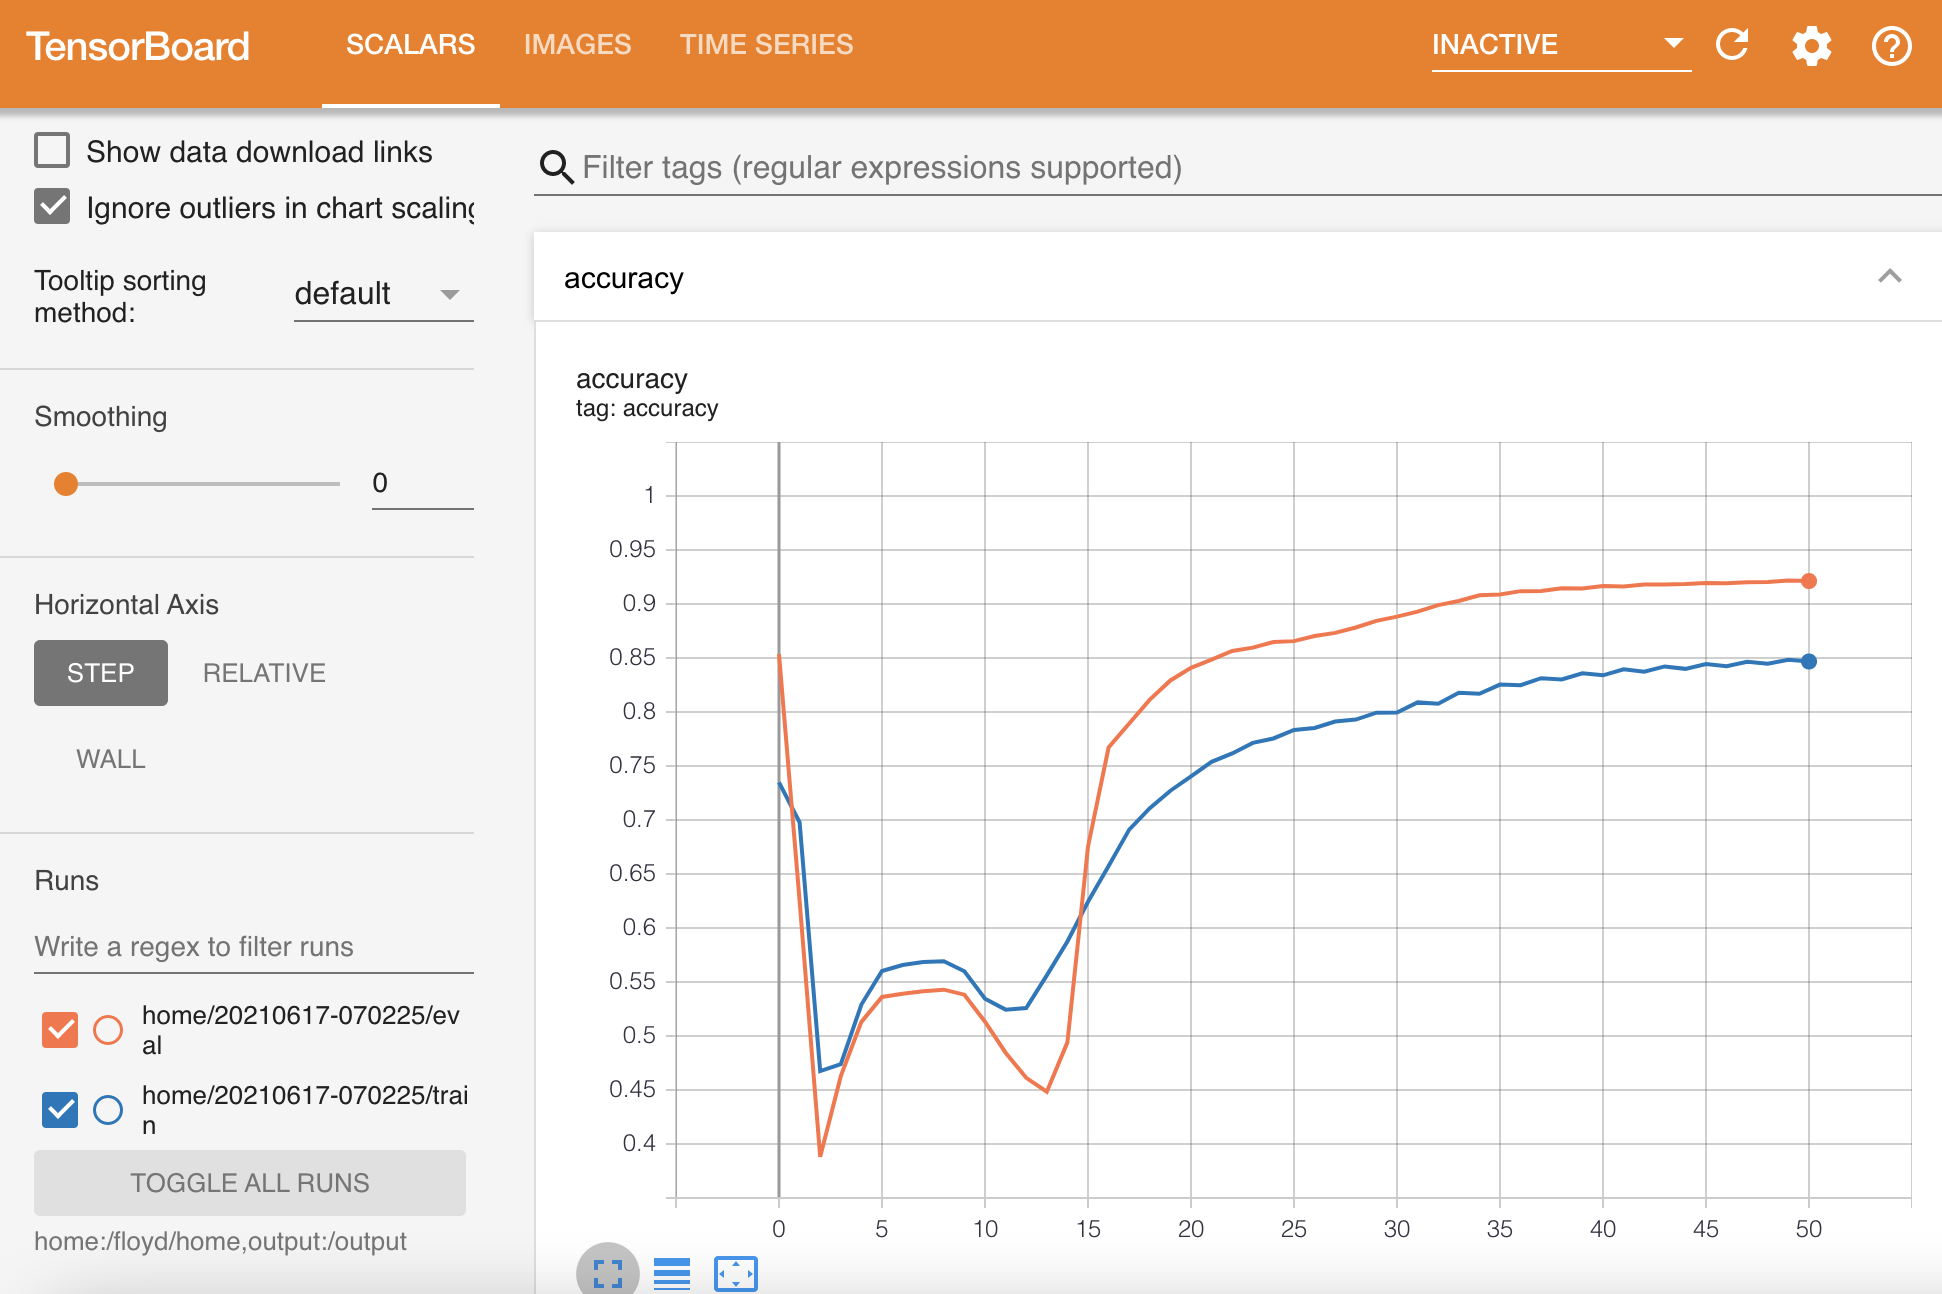 TensorBoard SCALARS IMAGES TIME SERIES INACTIVE
Show data download links
Ignore outliers in chart scaling
Tooltip sorting
method:
default
Smoothing
0
Horizontal Axis
STEP RELATIVE
WALL
Runs
Write a regex to filter runs
home/20210617-070225/ev
al
home/20210617-070225/trai
n
TOGGLE ALL RUNS
home:/floyd/home,output:/output
Filter tags (regular expressions supported)
accuracy
accuracy
tag: accuracy
1
0.95
0.9
0.85
0.8
0.75
0.7
0.65
0.6
0.55
0.5
0.45
0.4
0 5 10 15 20 25 30 35 40 45 50